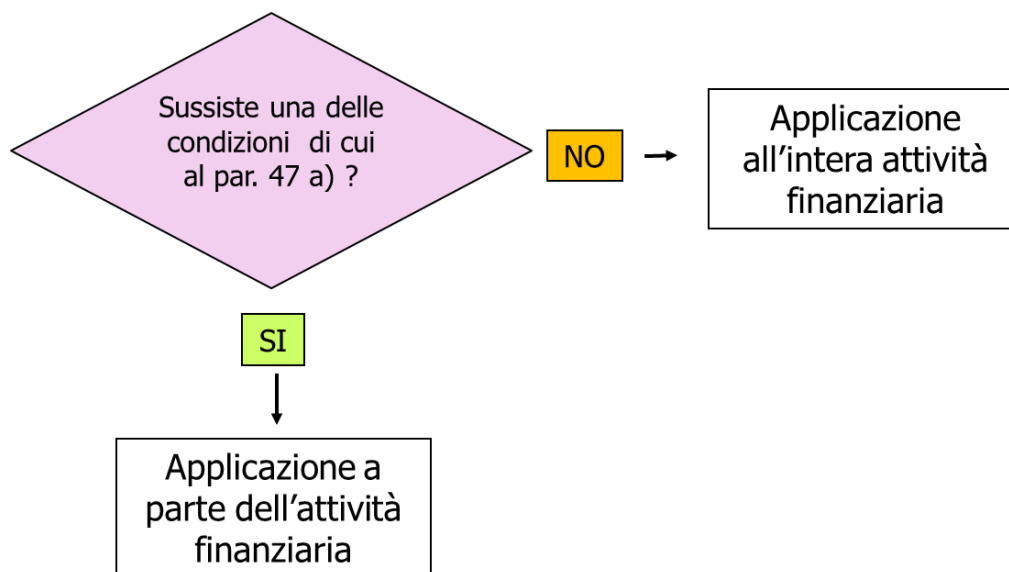 Sussiste una delle
condizioni di cui
al par. 47 a) ?
NO
Applicazione
all’intera attività
finanziaria
SI
Applicazione a
parte dell’attività
finanziaria